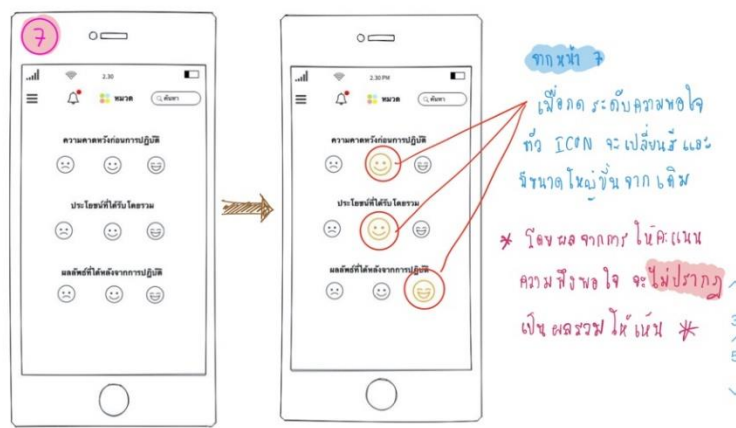 7
2.30
หมวด
ค้นหา
ความคาดหวังก่อนการปฏิบัติ
ประโยชน์ที่ได้รับโดยรวม
ผลลัพธ์ที่ได้หลังจากการปฏิบัติ
2.30 PM
หมวด
ค้นหา
ความคาดหวังก่อนการปฏิบัติ
ประโยชน์ที่ได้รับโดยรวม
ผลลัพธ์ที่ได้หลังจากการปฏิบัติ
จากหน้า 7
เมื่อกดระดับความพอใจ
ตัว ICON จะเปลี่ยนสีและ
มีขนาดใหญ่ขึ้นจากเดิม
* โดยผลจากการให้คะแนน
ความพึงพอใจ จะไม่ปรากฏ
เป็นผลรวมให้เห็น *